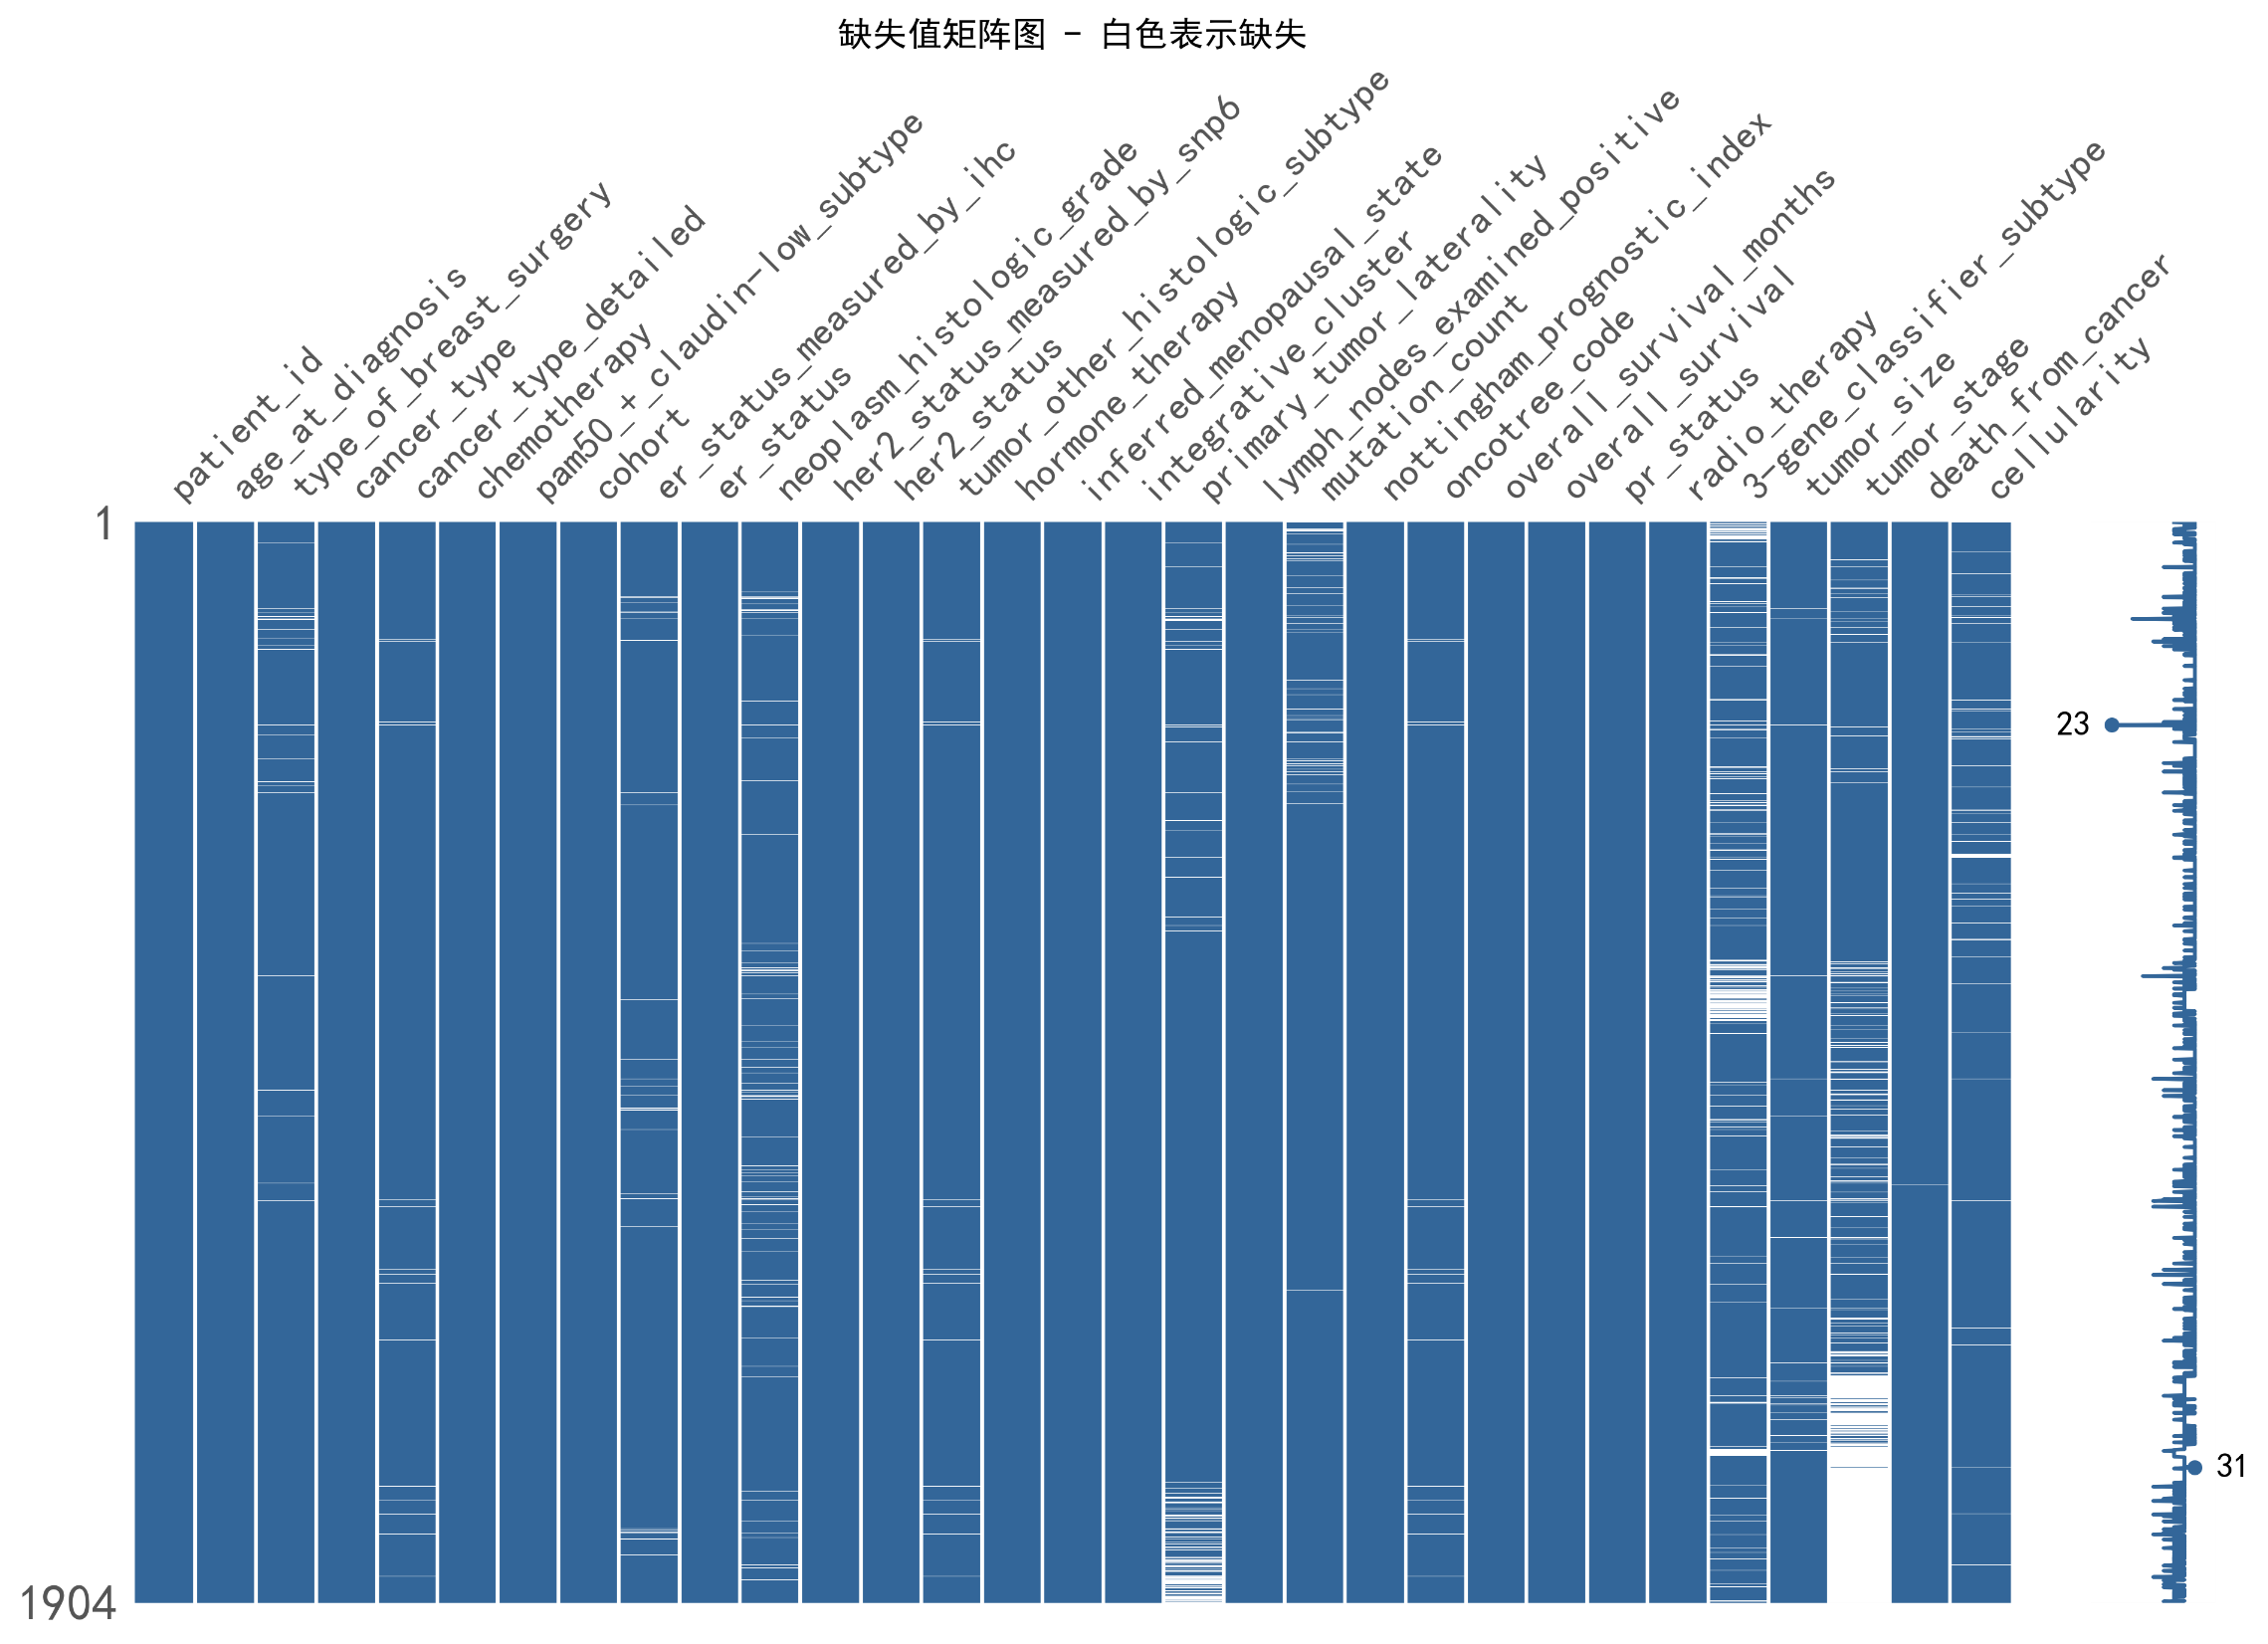 缺失值矩阵图 - 白色表示缺失
patient_id
age_at_diagnosis
type_of_breast_surgery
cancer_type
cancer_type_detailed
chemotherapy
pam50_+_claudin-low_subtype
cohort
er_status_measured_by_ihc
er_status
neoplasm_histologic_grade
her2_status_measured_by_snp6
her2_status
tumor_other_histologic_subtype
hormone_therapy
inferred_menopausal_state
integrative_cluster
primary_tumor_laterality
lymph_nodes_examined_positive
mutation_count
nottingham_prognostic_index
oncotree_code
overall_survival_months
overall_survival
pr_status
radio_therapy
3-gene_classifier_subtype
tumor_size
tumor_stage
death_from_cancer
cellularity
1
23
31
1904